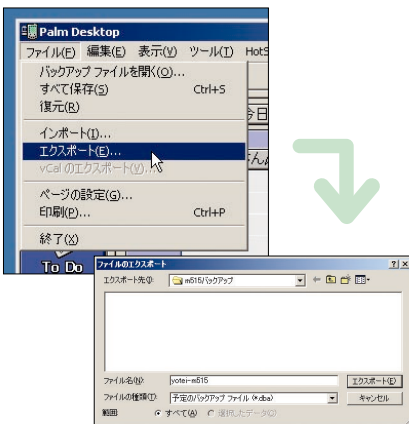 Palm Desktop
ファイル(F) 編集(E) 表示(V) ツール(T) HotS
バックアップ ファイルを開く(O)...
すべて保存(S) Ctrl+S
復元(R)
今日
インポート(I)...
エクスポート(E)...
vCal のエクスポート(V)...
ページの設定(G)...
印刷(P)... Ctrl+P
終了(X)
To Do
ファイルのエクスポート
エクスポート先(I): m515バックアップ
ファイル名(N): yotei-m515 エクスポート(E)
ファイルの種類(T): 予定のバックアップ ファイル (*.dba) キャンセル
範囲 すべて(A) 選択したデータ(O)